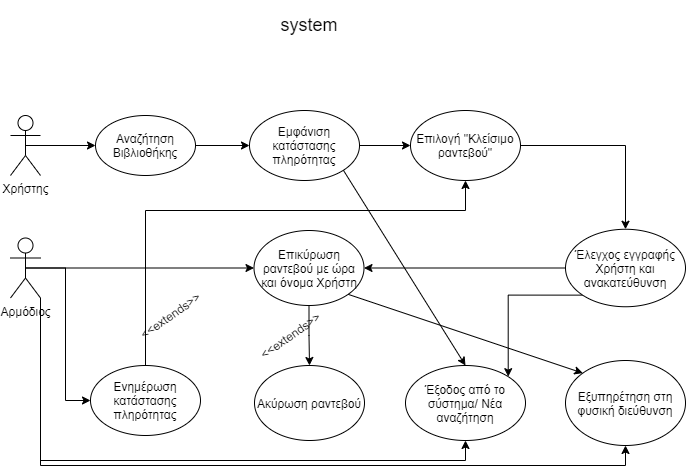 system
Αναζήτηση
Βιβλιοθήκης
Εμφάνιση
κατάστασης
πληρότητας
Επιλογή "Κλείσιμο
ραντεβού"
Χρήστης
Επικύρωση
ραντεβού με ώρα
και όνομα Χρήστη
Έλεγχος εγγραφής
Χρήστη και
ανακατεύθυνση
Αρμόδιος
<<extends>>
<<extends>>
Ενημέρωση
κατάστασης
πληρότητας
Ακύρωση ραντεβού
Έξοδος από το
σύστημα/ Νέα
αναζήτηση
Εξυπηρέτηση στη
φυσική διέυθυνση